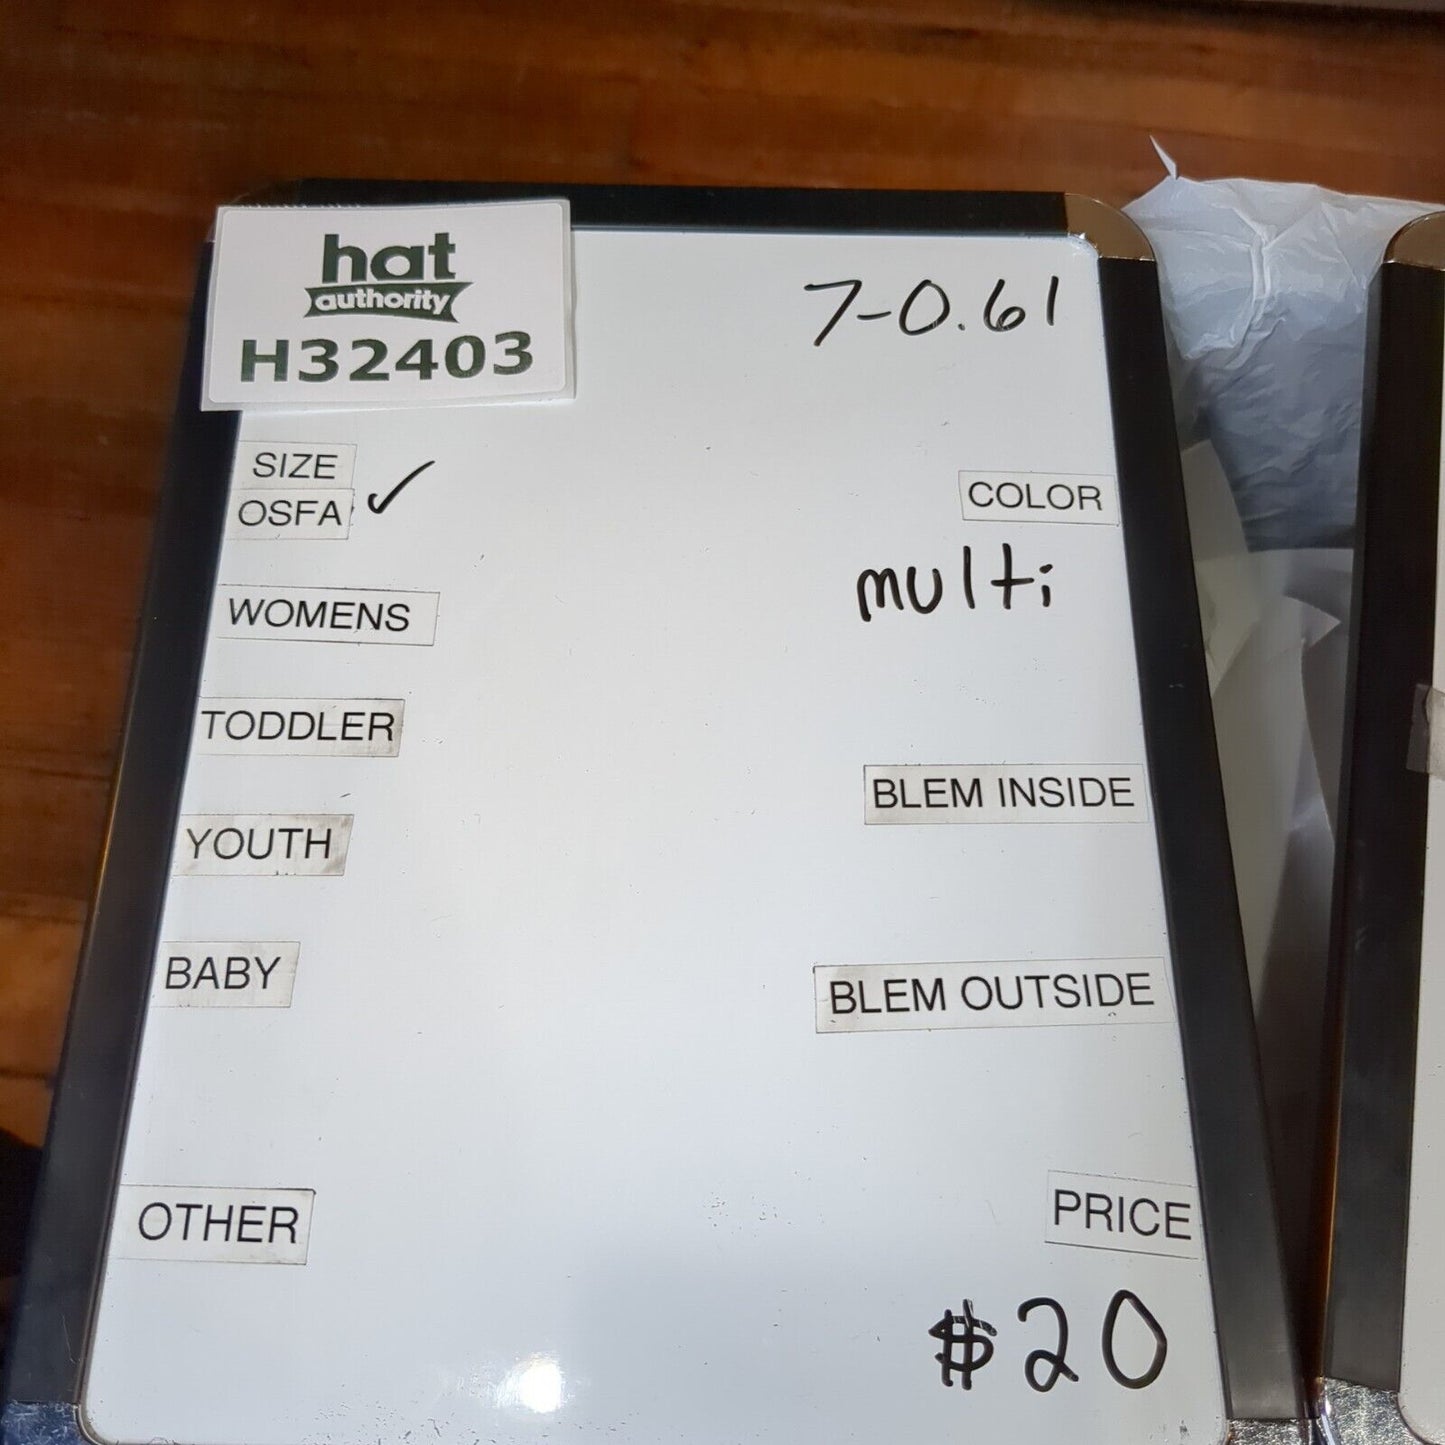 hat
authority
H32403
7-0.61
SIZE
OSFA ✓
COLOR
multi
WOMENS
TODDLER
BLEM INSIDE
YOUTH
BABY
BLEM OUTSIDE
OTHER
PRICE
$20